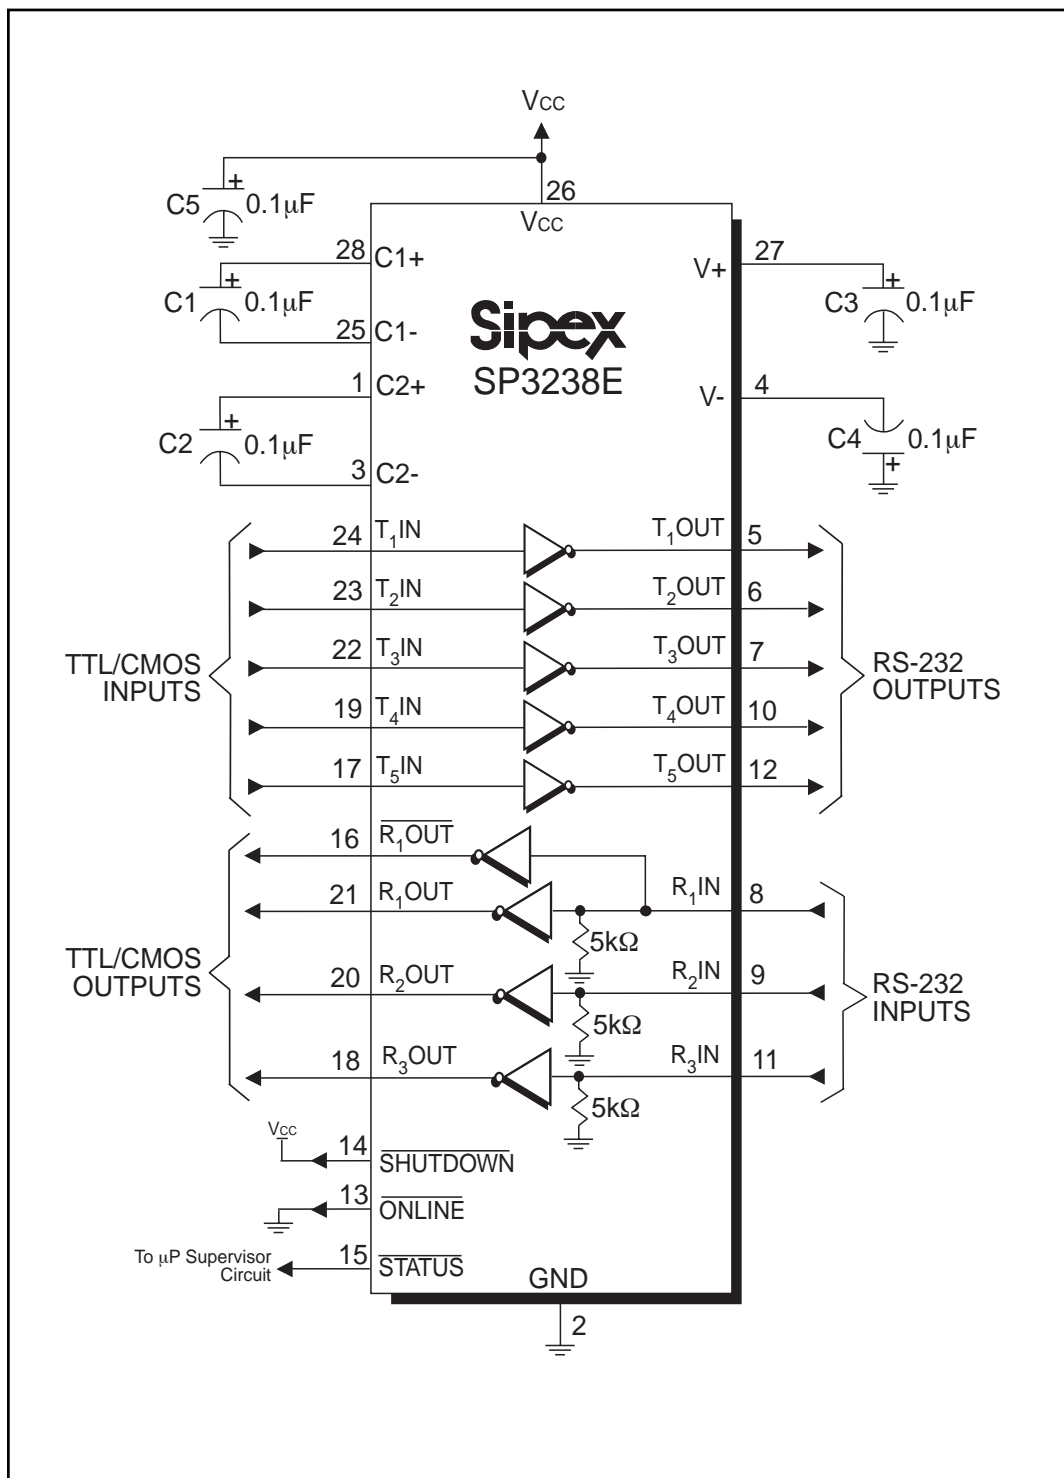 VCC
26
VCC
C5
+
0.1μF
28
C1+
C1
+
0.1μF
25
C1-
1
C2+
C2
+
0.1μF
3
C2-
V+
27
C3
+
0.1μF
V-
4
C4
0.1μF
+
Sipex
SP3238E
24
T1IN
T1OUT
5
23
T2IN
T2OUT
6
22
T3IN
T3OUT
7
19
T4IN
T4OUT
10
17
T5IN
T5OUT
12
TTL/CMOS
INPUTS
RS-232
OUTPUTS
16
R1OUT
21
R1OUT
R1IN
8
5kΩ
20
R2OUT
R2IN
9
5kΩ
18
R3OUT
R3IN
11
5kΩ
TTL/CMOS
OUTPUTS
RS-232
INPUTS
VCC
14
SHUTDOWN
13
ONLINE
To μP Supervisor
Circuit
15
STATUS
GND
2